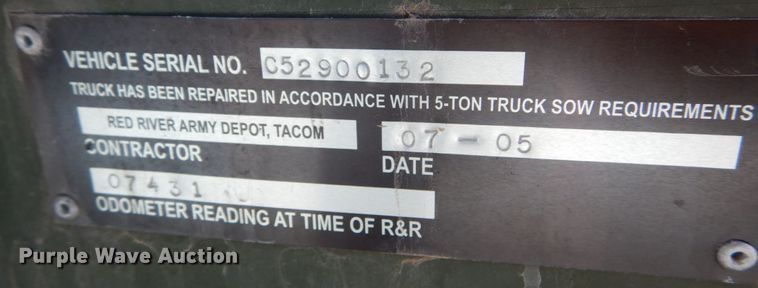 VEHICLE SERIAL NO. C52900132
TRUCK HAS BEEN REPAIRED IN ACCORDANCE WITH 5-TON TRUCK SOW REQUIREMENTS
RED RIVER ARMY DEPOT, TACOM 07-05
CONTRACTOR DATE
07431
ODOMETER READING AT TIME OF R&R
Purple Wave Auction